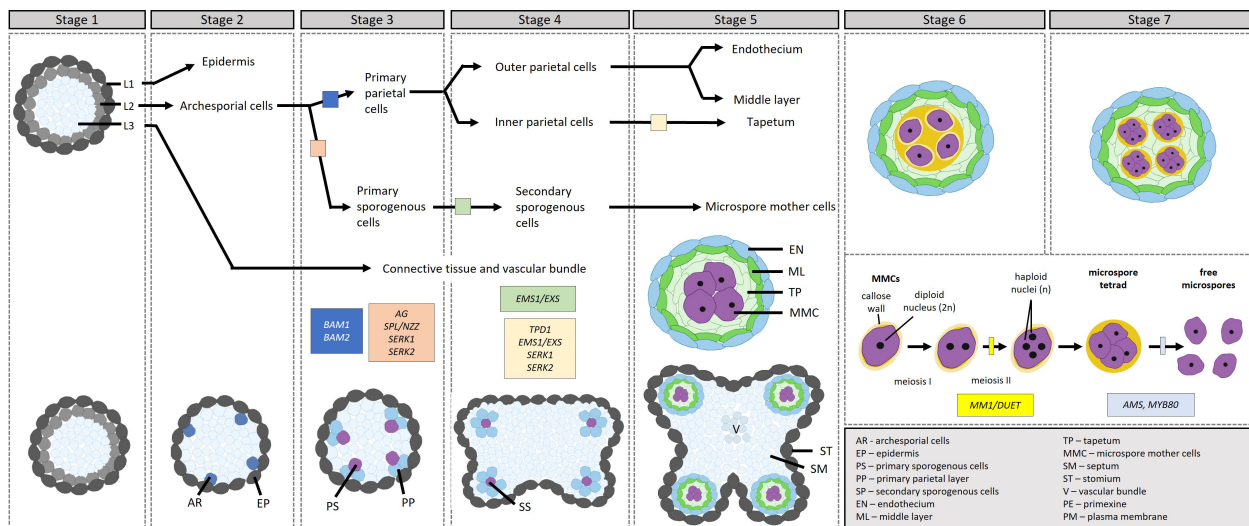 Stage 1
Stage 2
Stage 3
Stage 4
Stage 5
Stage 6
Stage 7
L1
L2
L3
Epidermis
Archesporial cells
Primary
parietal
cells
Outer parietal cells
Inner parietal cells
Endothecium
Middle layer
Tapetum
Primary
sporogenous
cells
Secondary
sporogenous
cells
Microspore mother cells
Connective tissue and vascular bundle
BAM1
BAM2
AG
SPL/NZZ
SERK1
SERK2
EMS1/EXS
TPD1
EMS1/EXS
SERK1
SERK2
EN
ML
TP
MMC
AR
EP
PS
PP
SS
V
ST
SM
MMCs
callose
wall
diploid
nucleus (2n)
haploid
nuclei (n)
microspore
tetrad
free
microspores
meiosis I
meiosis II
MM1/DUET
AMS, MYB80
AR - archesporial cells
EP – epidermis
PS – primary sporogenous cells
PP – primary parietal layer
SP – secondary sporogenous cells
EN – endothecium
ML – middle layer
TP – tapetum
MMC – microspore mother cells
SM – septum
ST – stomium
V – vascular bundle
PE – primexine
PM – plasma membrane